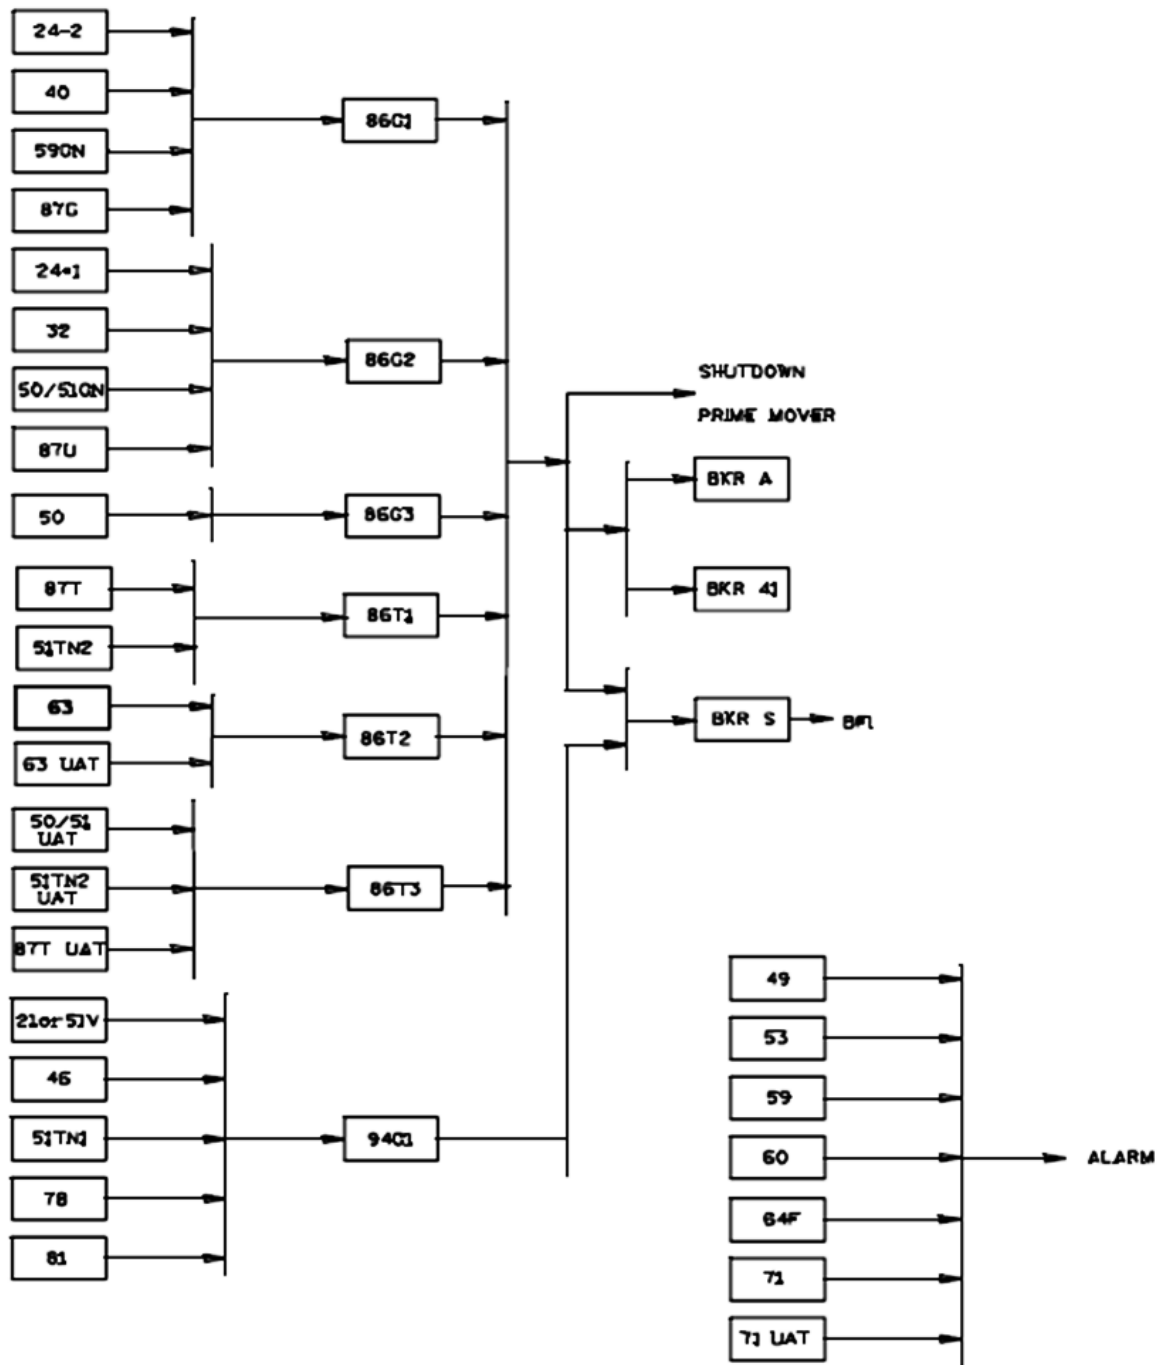 24-2
40
59GN
87G
24-1
32
50/51GN
87U
50
87T
51TN2
63
63 UAT
50/51
UAT
51TN2
UAT
87T UAT
21or51V
46
51TN1
78
81
86G1
86G2
86G3
86T1
86T2
86T3
94G1
SHUTDOWN
PRIME MOVER
BKR A
BKR 41
BKR S
BFI
49
53
59
60
64F
71
71 UAT
ALARM